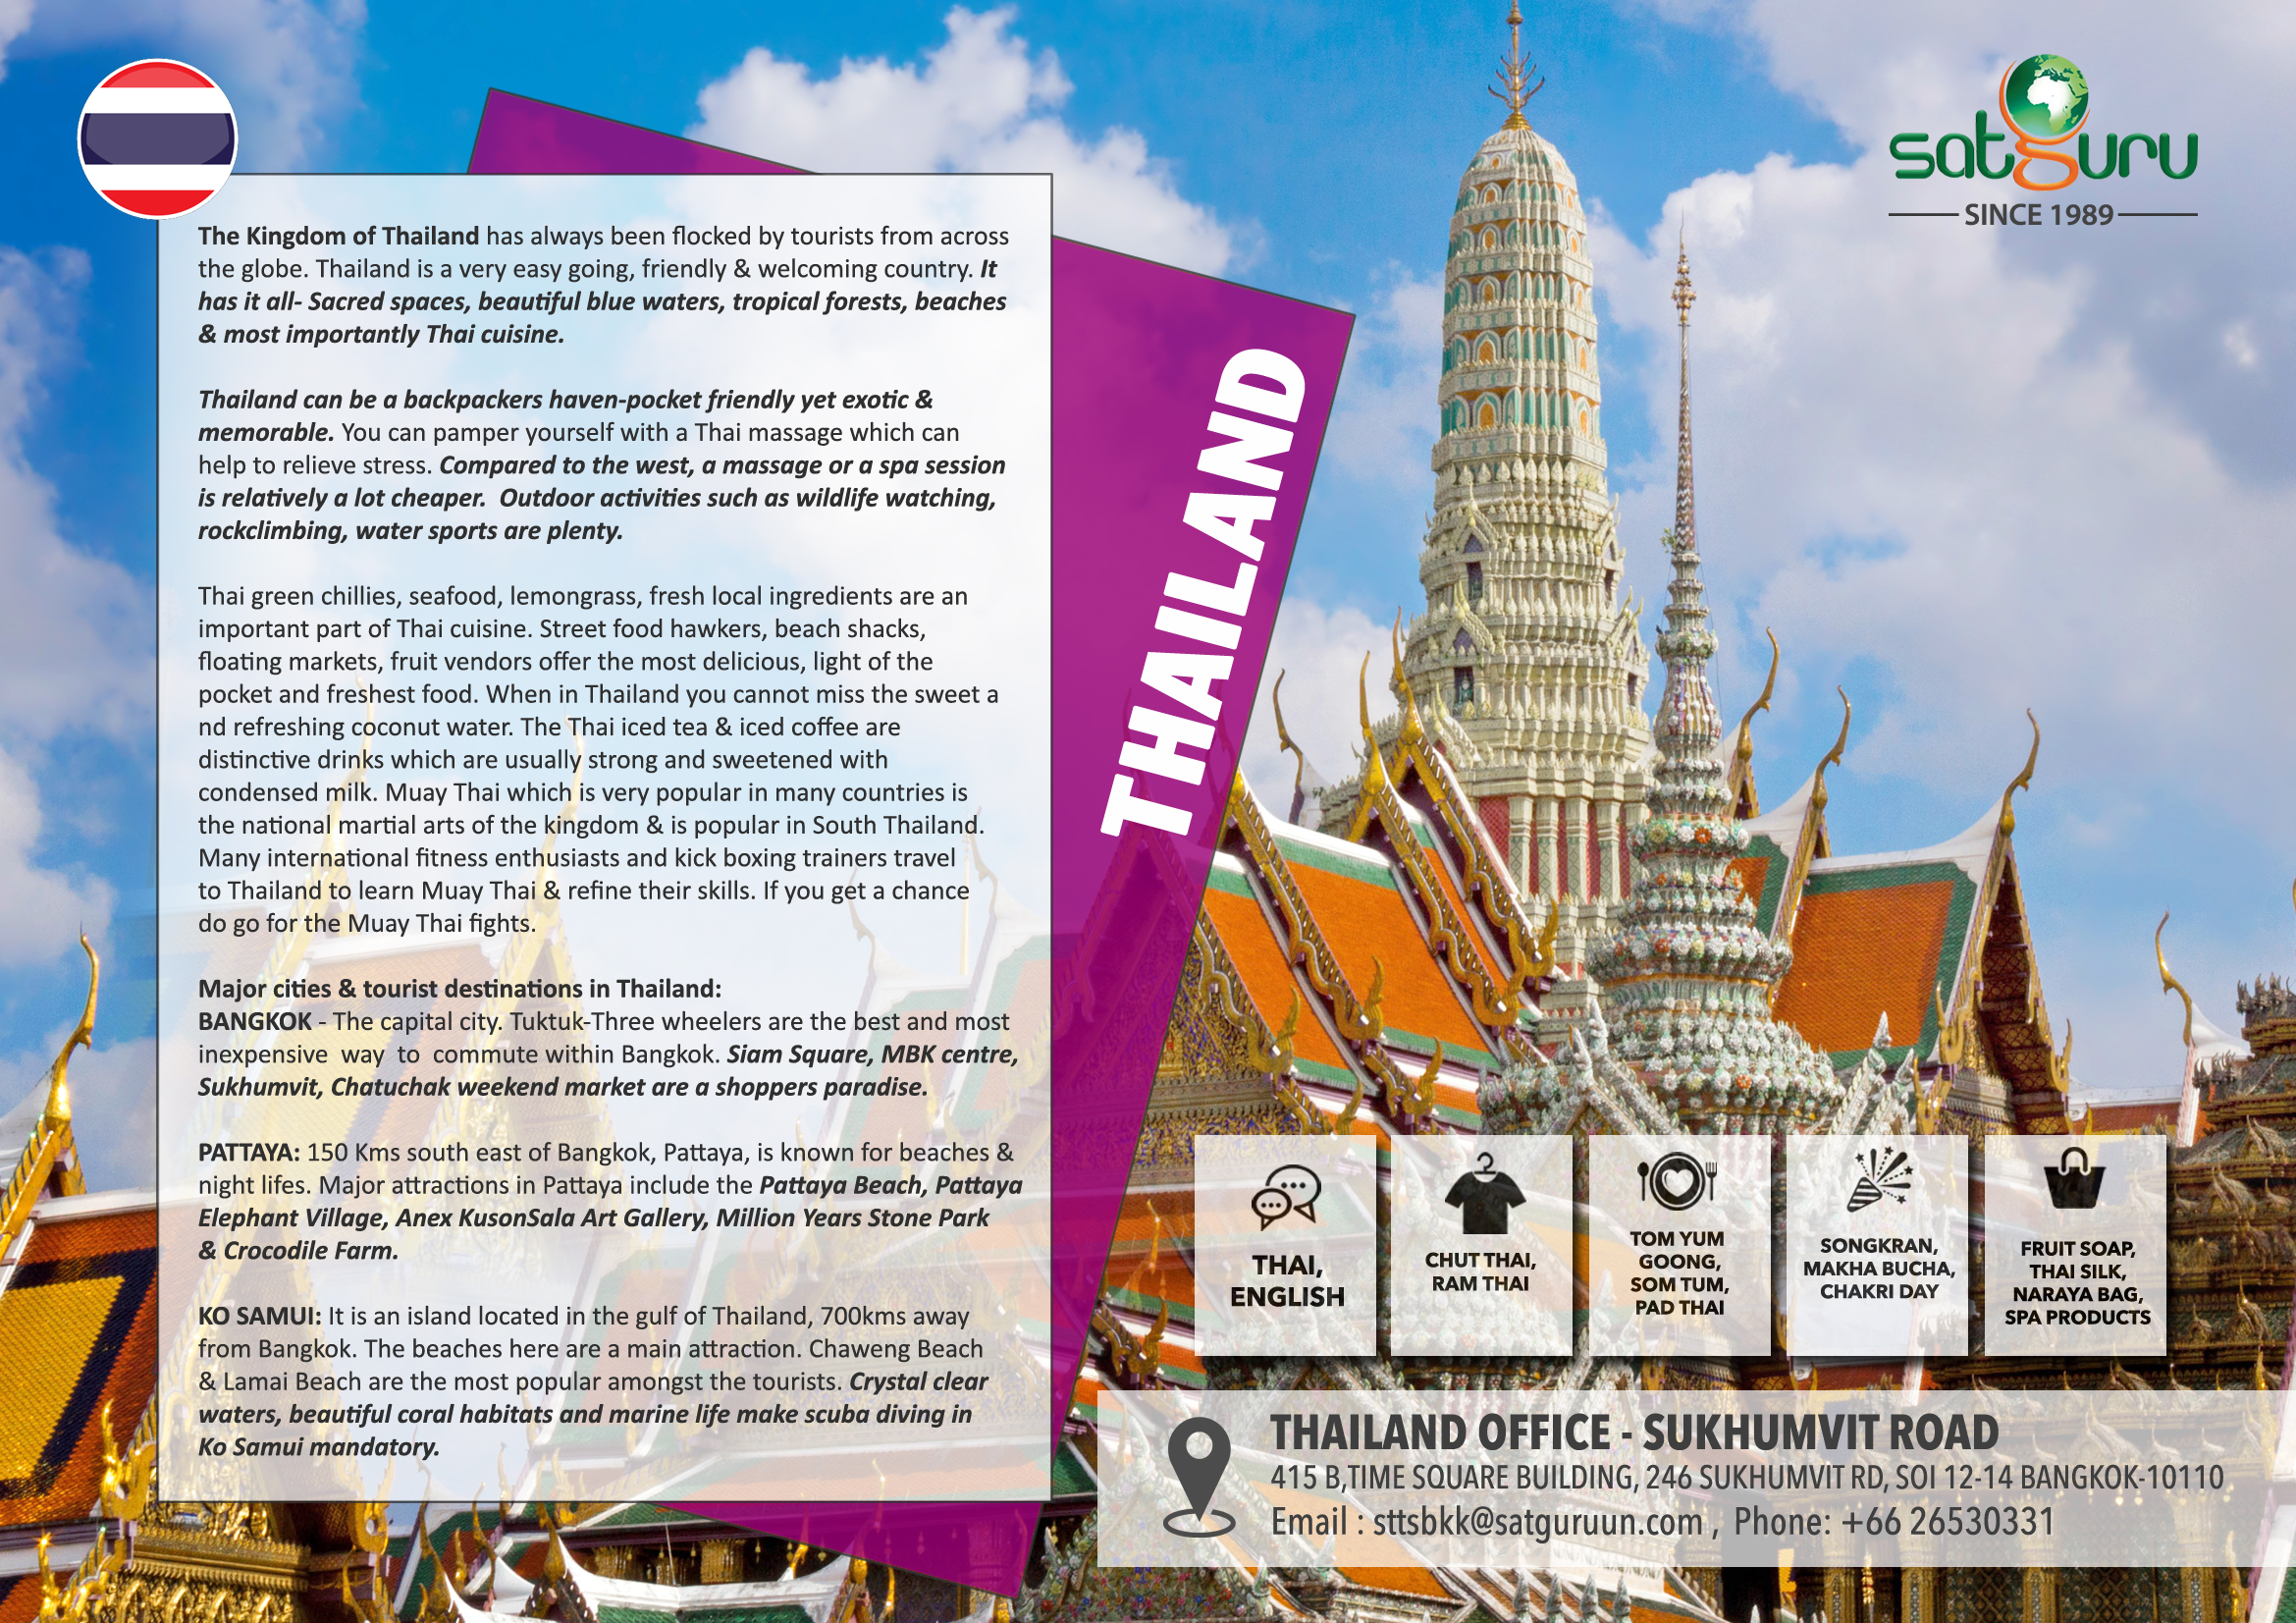 The Kingdom of Thailand has always been flocked by tourists from across
the globe. Thailand is a very easy going, friendly & welcoming country. It
has it all- Sacred spaces, beautiful blue waters, tropical forests, beaches
& most importantly Thai cuisine.
Thailand can be a backpackers haven-pocket friendly yet exotic &
memorable. You can pamper yourself with a Thai massage which can
help to relieve stress. Compared to the west, a massage or a spa session
is relatively a lot cheaper. Outdoor activities such as wildlife watching,
rockclimbing, water sports are plenty.
Thai green chillies, seafood, lemongrass, fresh local ingredients are an
important part of Thai cuisine. Street food hawkers, beach shacks,
floating markets, fruit vendors offer the most delicious, light of the
pocket and freshest food. When in Thailand you cannot miss the sweet a
nd refreshing coconut water. The Thai iced tea & iced coffee are
distinctive drinks which are usually strong and sweetened with
condensed milk. Muay Thai which is very popular in many countries is
the national martial arts of the kingdom & is popular in South Thailand.
Many international fitness enthusiasts and kick boxing trainers travel
to Thailand to learn Muay Thai & refine their skills. If you get a chance
do go for the Muay Thai fights.
Major cities & tourist destinations in Thailand:
BANGKOK - The capital city. Tuktuk-Three wheelers are the best and most
inexpensive way to commute within Bangkok. Siam Square, MBK centre,
Sukhumvit, Chatuchak weekend market are a shoppers paradise.
PATTAYA: 150 Kms south east of Bangkok, Pattaya, is known for beaches &
night lifes. Major attractions in Pattaya include the Pattaya Beach, Pattaya
Elephant Village, Anex KusonSala Art Gallery, Million Years Stone Park
& Crocodile Farm.
KO SAMUI: It is an island located in the gulf of Thailand, 700kms away
from Bangkok. The beaches here are a main attraction. Chaweng Beach
& Lamai Beach are the most popular amongst the tourists. Crystal clear
waters, beautiful coral habitats and marine life make scuba diving in
Ko Samui mandatory.
THAILAND
satguru
SINCE 1989
THAI,
ENGLISH
CHUT THAI,
RAM THAI
TOM YUM
GOONG,
SOM TUM,
PAD THAI
SONGKRAN,
MAKHA BUCHA,
CHAKRI DAY
FRUIT SOAP,
THAI SILK,
NARAYA BAG,
SPA PRODUCTS
THAILAND OFFICE - SUKHUMVIT ROAD
415 B,TIME SQUARE BUILDING, 246 SUKHUMVIT RD, SOI 12-14 BANGKOK-10110
Email : sttsbkk@satguruun.com , Phone: +66 26530331